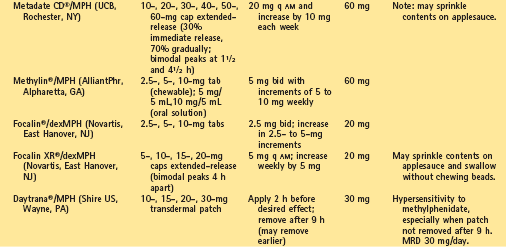 Metadate CD®/MPH (UCB, Rochester, NY) 10-, 20-, 30-, 40-, 50-, 60-mg cap extended-release (30% immediate release, 70% gradually; bimodal peaks at 1½ and 4½ h) 20 mg q AM and increase by 10 mg each week 60 mg Note: may sprinkle contents on applesauce.
Methylin®/MPH (AlliantPhr, Alpharetta, GA) 2.5-, 5-, 10-mg tab (chewable); 5 mg/5 mL,10 mg/5 mL (oral solution) 5 mg bid with increments of 5 to 10 mg weekly 60 mg
Focalin®/dexMPH (Novartis, East Hanover, NJ) 2.5-, 5-, 10-mg tabs 2.5 mg bid; increase in 2.5- to 5-mg increments 20 mg
Focalin XR®/dexMPH (Novartis, East Hanover, NJ) 5-, 10-, 15-, 20-mg caps extended-release (bimodal peaks 4 h apart) 5 mg q AM; increase weekly by 5 mg 20 mg May sprinkle contents on applesauce and swallow without chewing beads.
Daytrana®/MPH (Shire US, Wayne, PA) 10-, 15-, 20-, 30-mg transdermal patch Apply 2 h before desired effect; remove after 9 h (may remove earlier) 30 mg Hypersensitivity to methylphenidate, especially when patch not removed after 9 h. MRD 30 mg/day.